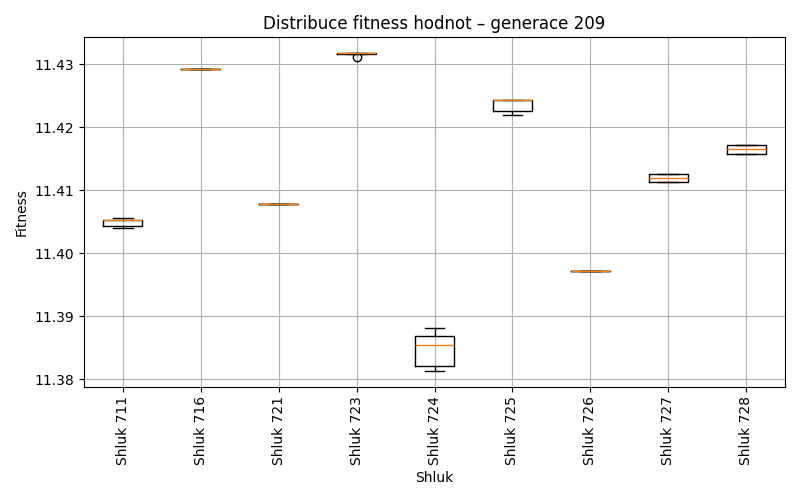 Distribuce fitness hodnot – generace 209
Fitness
11.43
11.42
11.41
11.40
11.39
11.38
Shluk 711
Shluk 716
Shluk 721
Shluk 723
Shluk 724
Shluk 725
Shluk 726
Shluk 727
Shluk 728
Shluk